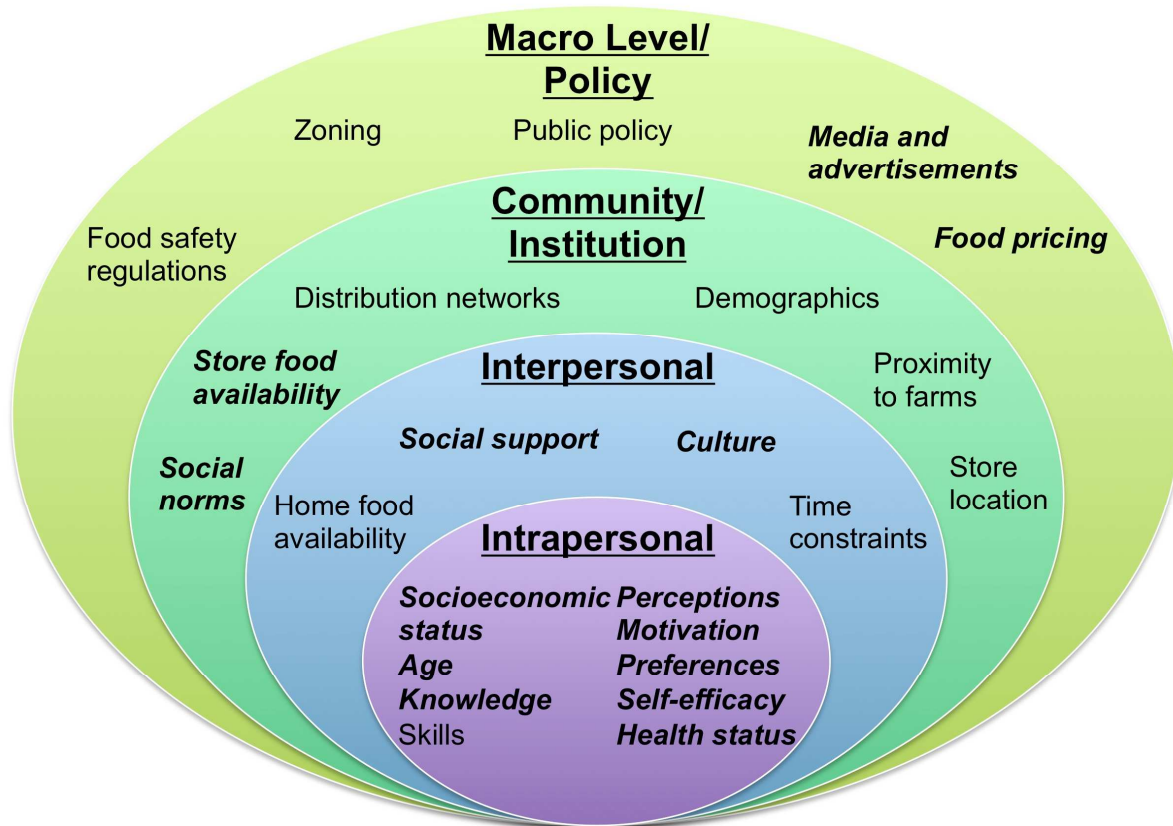 Macro Level/
Policy
Zoning
Public policy
Media and
advertisements
Food safety
regulations
Food pricing
Community/
Institution
Distribution networks
Demographics
Store food
availability
Proximity
to farms
Social
norms
Store
location
Interpersonal
Social support
Culture
Home food
availability
Time
constraints
Intrapersonal
Socioeconomic
status
Age
Knowledge
Skills
Perceptions
Motivation
Preferences
Self-efficacy
Health status